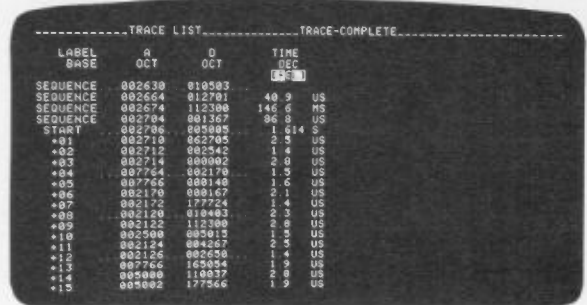 TRACE LIST TRACE-COMPLETE
LABEL A D TIME
BASE OCT OCT DEC
SEQUENCE 002630 010503
SEQUENCE 002664 012701 40.9 US
SEQUENCE 002674 112300 146.6 MS
SEQUENCE 002704 001367 86.8 US
START 002706 005005 1.614 S
+01 002710 062705 2.5 US
+02 002712 002542 1.4 US
+03 002714 000002 2.8 US
+04 007764 002170 1.5 US
+05 007766 000140 1.6 US
+06 002170 000167 2.1 US
+07 002172 177724 1.4 US
+08 002120 010403 2.3 US
+09 002122 112300 2.8 US
+10 002500 005015 1.5 US
+11 002124 004267 2.5 US
+12 002126 002650 1.4 US
+13 007766 165054 1.9 US
+14 005000 110037 2.8 US
+15 005002 177566 1.9 US